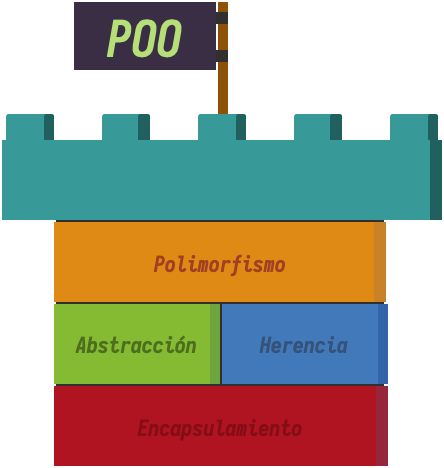 POO
Polimorfismo
Abstracción
Herencia
Encapsulamiento